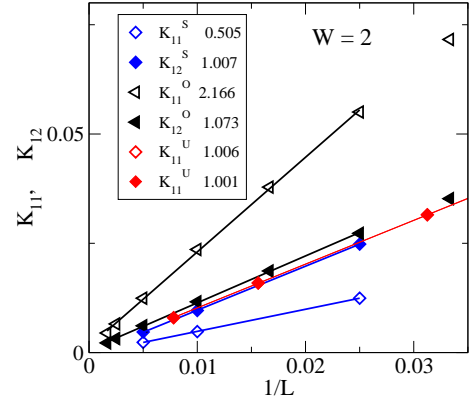 0.05
0
K₁₁, K₁₂
W = 2
K₁₁ˢ 0.505
K₁₂ˢ 1.007
K₁₁ᴼ 2.166
K₁₂ᴼ 1.073
K₁₁ᵁ 1.006
K₁₁ᵁ 1.001
0 0.01 0.02 0.03
1/L